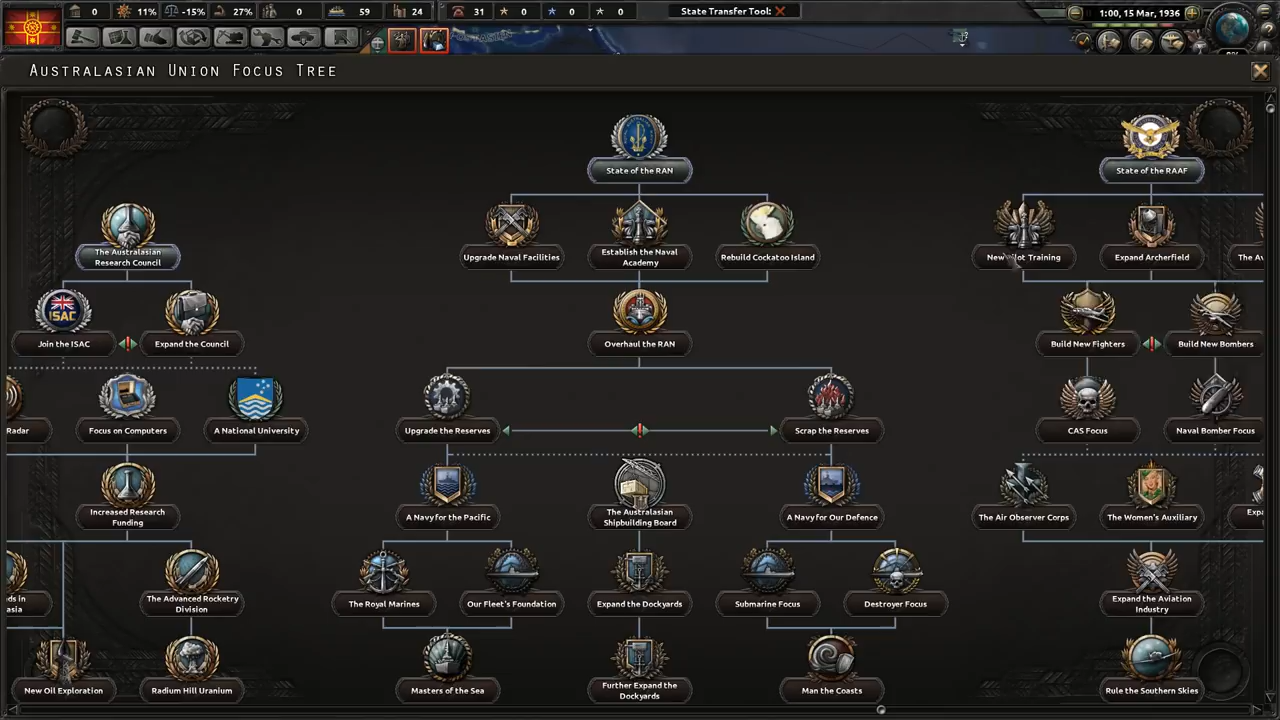 0 11% -15% 27% 0 59 24 31 0 0 0 State Transfer Tool: 1:00, 15 Mar, 1936
AUSTRALASIAN UNION FOCUS TREE
State of the RAN
State of the RAAF
The Australasian
Research Council
Upgrade Naval Facilities
Establish the Naval
Academy
Rebuild Cockatoo Island
Expand Archerfield
The Av
ISAC
Join the ISAC
Expand the Council
Overhaul the RAN
Build New Fighters
Build New Bombers
Radar
Focus on Computers
A National University
Upgrade the Reserves
Scrap the Reserves
CAS Focus
Naval Bomber Focus
Increased Research
Funding
A Navy for the Pacific
The Australasian
Shipbuilding Board
A Navy for Our Defence
The Air Observer Corps
The Women's Auxiliary
Expa
ds in
asia
The Advanced Rocketry
Division
The Royal Marines
Our Fleet's Foundation
Expand the Dockyards
Submarine Focus
Destroyer Focus
Expand the Aviation
Industry
New Oil Exploration
Radium Hill Uranium
Masters of the Sea
Further Expand the
Dockyards
Man the Coasts
Rule the Southern Skies